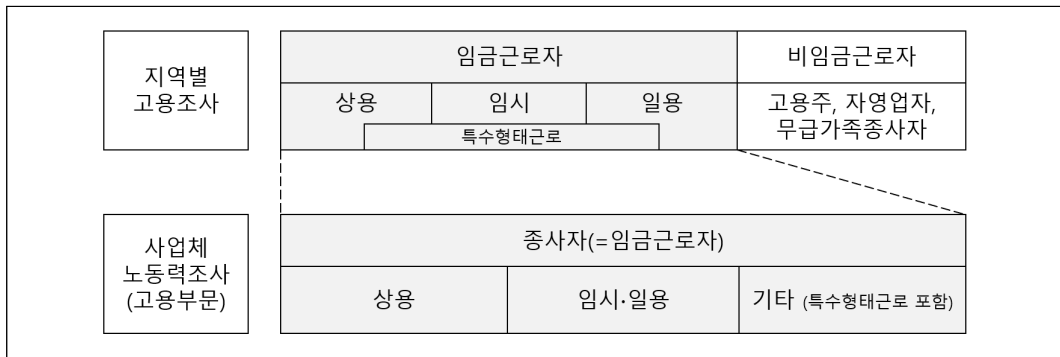 지역별
고용조사
임금근로자
비임금근로자
상용
임시
일용
특수형태근로
고용주, 자영업자,
무급가족종사자
사업체
노동력조사
(고용부문)
종사자(=임금근로자)
상용
임시·일용
기타 (특수형태근로 포함)